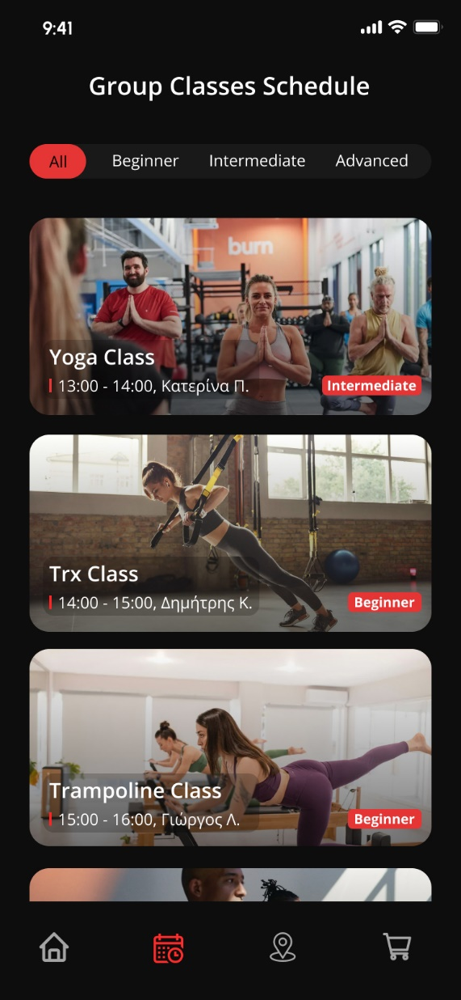 9:41
Group Classes Schedule
All Beginner Intermediate Advanced
burn
Yoga Class
13:00 - 14:00, Κατερίνα Π.
Intermediate
Trx Class
14:00 - 15:00, Δημήτρης Κ.
Beginner
Trampoline Class
15:00 - 16:00, Γιώργος Λ.
Beginner